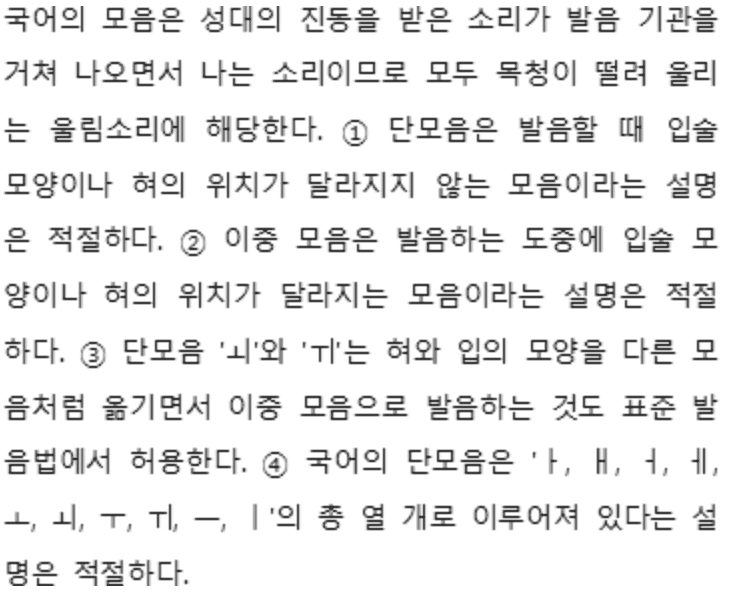 국어의 모음은 성대의 진동을 받은 소리가 발음 기관을
거쳐 나오면서 나는 소리이므로 모두 목청이 떨려 울리
는 울림소리에 해당한다. ① 단모음은 발음할 때 입술
모양이나 혀의 위치가 달라지지 않는 모음이라는 설명
은 적절하다. ② 이중 모음은 발음하는 도중에 입술 모
양이나 혀의 위치가 달라지는 모음이라는 설명은 적절
하다. ③ 단모음 'ㅚ'와 'ㅟ'는 혀와 입의 모양을 다른 모
음처럼 옮기면서 이중 모음으로 발음하는 것도 표준 발
음법에서 허용한다. ④ 국어의 단모음은 'ㅏ, ㅐ, ㅓ, ㅔ,
ㅗ, ㅚ, ㅜ, ㅟ, ㅡ, ㅣ'의 총 열 개로 이루어져 있다는 설
명은 적절하다.